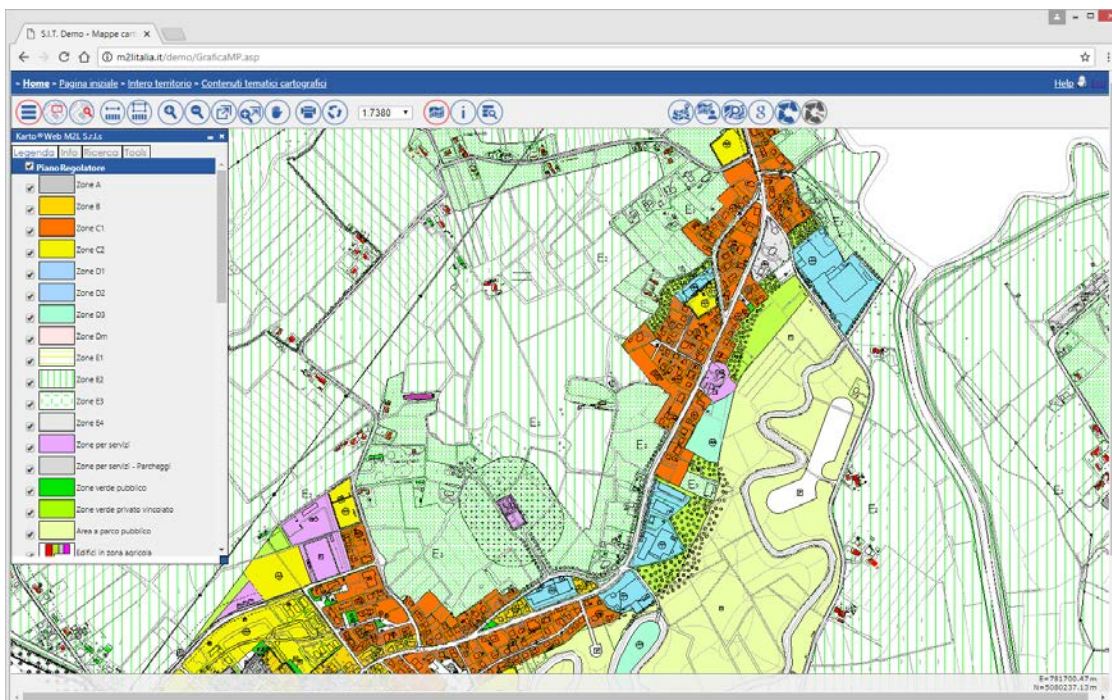 S.I.T. Demo - Mappe cart
m2litalia.it/demo/GraficaMP.asp
» Home » Pagina iniziale » Intero territorio » Contenuti tematici cartografici
Help
1:7380
Karto®Web M2L S.r.l.s
Legenda Info Ricerca Tools
Piano Regolatore
Zone A
Zone B
Zone C1
Zone C2
Zone D1
Zone D2
Zone D3
Zone Dm
Zone E1
Zone E2
Zone E3
Zone E4
Zone per servizi
Zone per servizi - Parcheggi
Zone verde pubblico
Zone verde privato vincolato
Area a parco pubblico
Edifici in zona agricola
E=781700.47m
N=5080237.13m